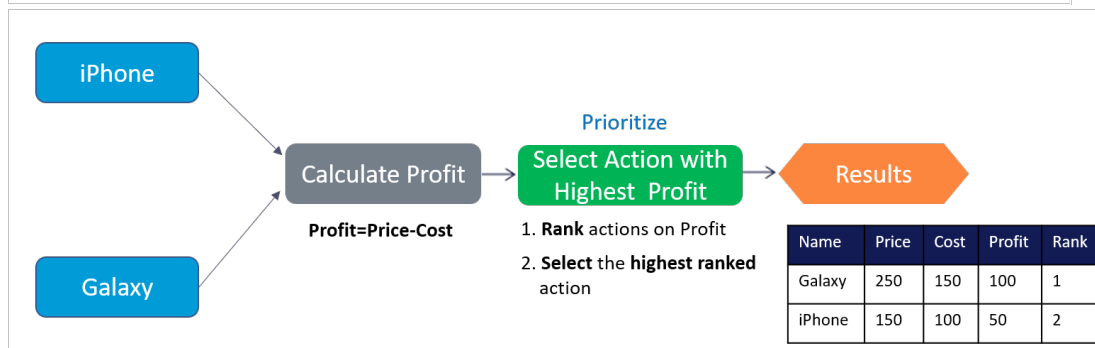 iPhone
Galaxy
Calculate Profit
Profit=Price-Cost
Prioritize
Select Action with
Highest Profit
1. Rank actions on Profit
2. Select the highest ranked
action
Results
Name Price Cost Profit Rank
Galaxy 250 150 100 1
iPhone 150 100 50 2